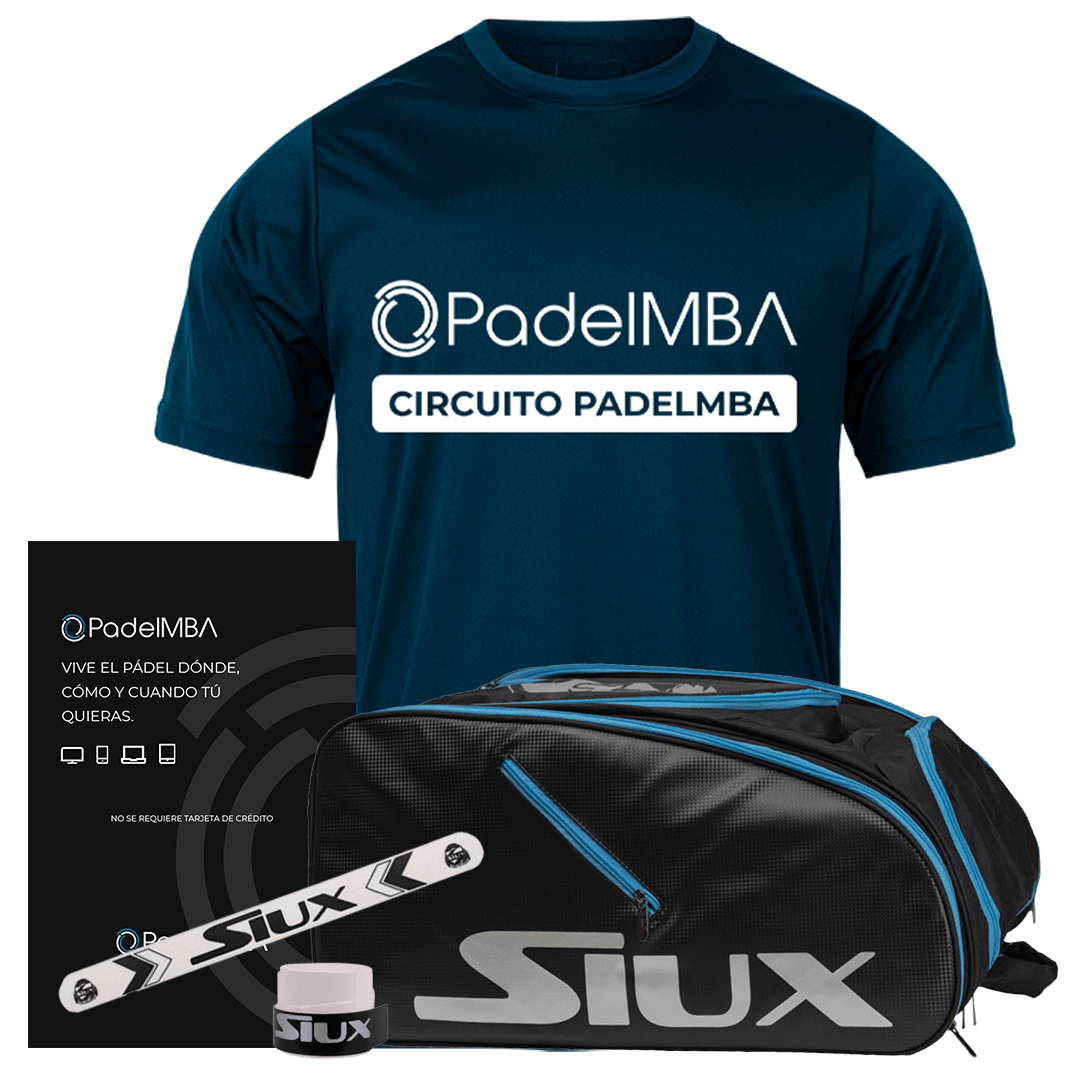 PadelMBA
CIRCUITO PADELMBA
PadelMBA
VIVE EL PÁDEL DÓNDE,
CÓMO Y CUANDO TÚ
QUIERAS.
NO SE REQUIERE TARJETA DE CRÉDITO
SIUX
SIUX
SIUX